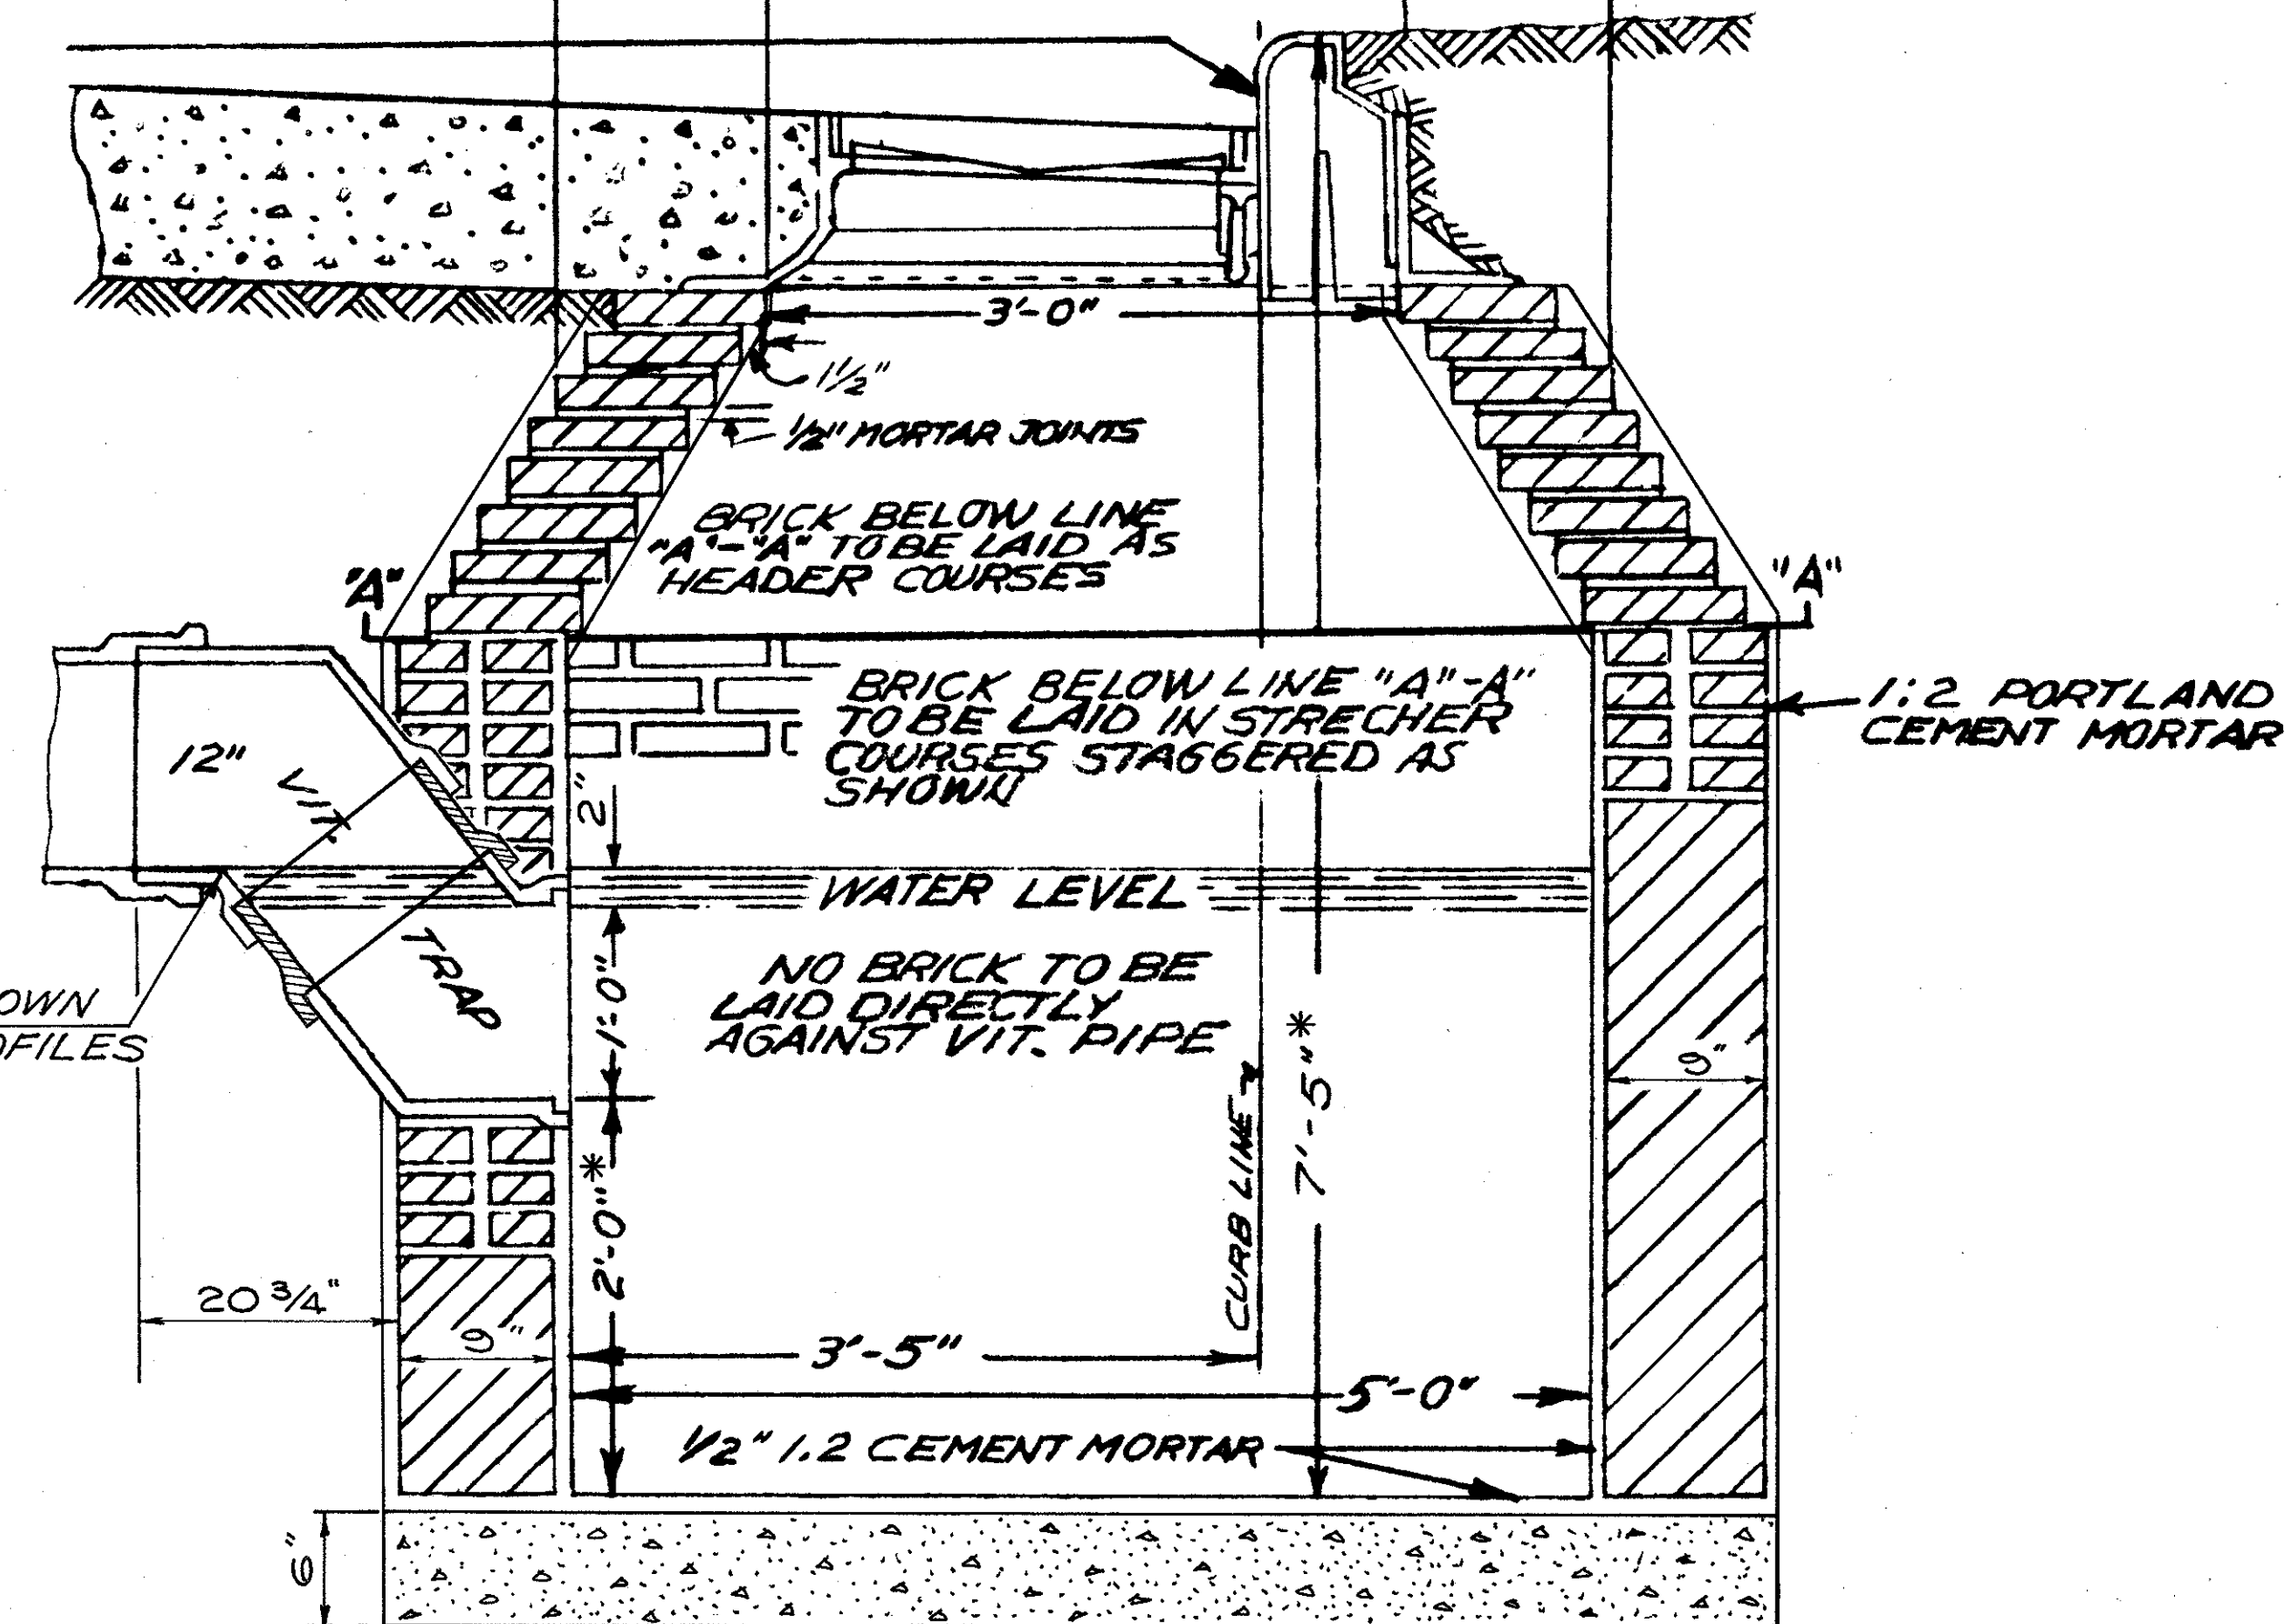 3'-0"
1½"
½" MORTAR JOINTS
BRICK BELOW LINE
"A"-"A" TO BE LAID AS
HEADER COURSES
"A"
"A"
BRICK BELOW LINE "A"-A"
TO BE LAID IN STRECHER
COURSES STAGGERED AS
SHOWN
1:2 PORTLAND
CEMENT MORTAR
12"
VIT.
TRAP
2"
WATER LEVEL
NO BRICK TO BE
LAID DIRECTLY
AGAINST VIT. PIPE
OWN
OFILES
1'-0"
2'-0"*
CURB LINE
7'-5"*
9"
20 ¾"
9"
3'-5"
5'-0"
½" 1.2 CEMENT MORTAR
6"